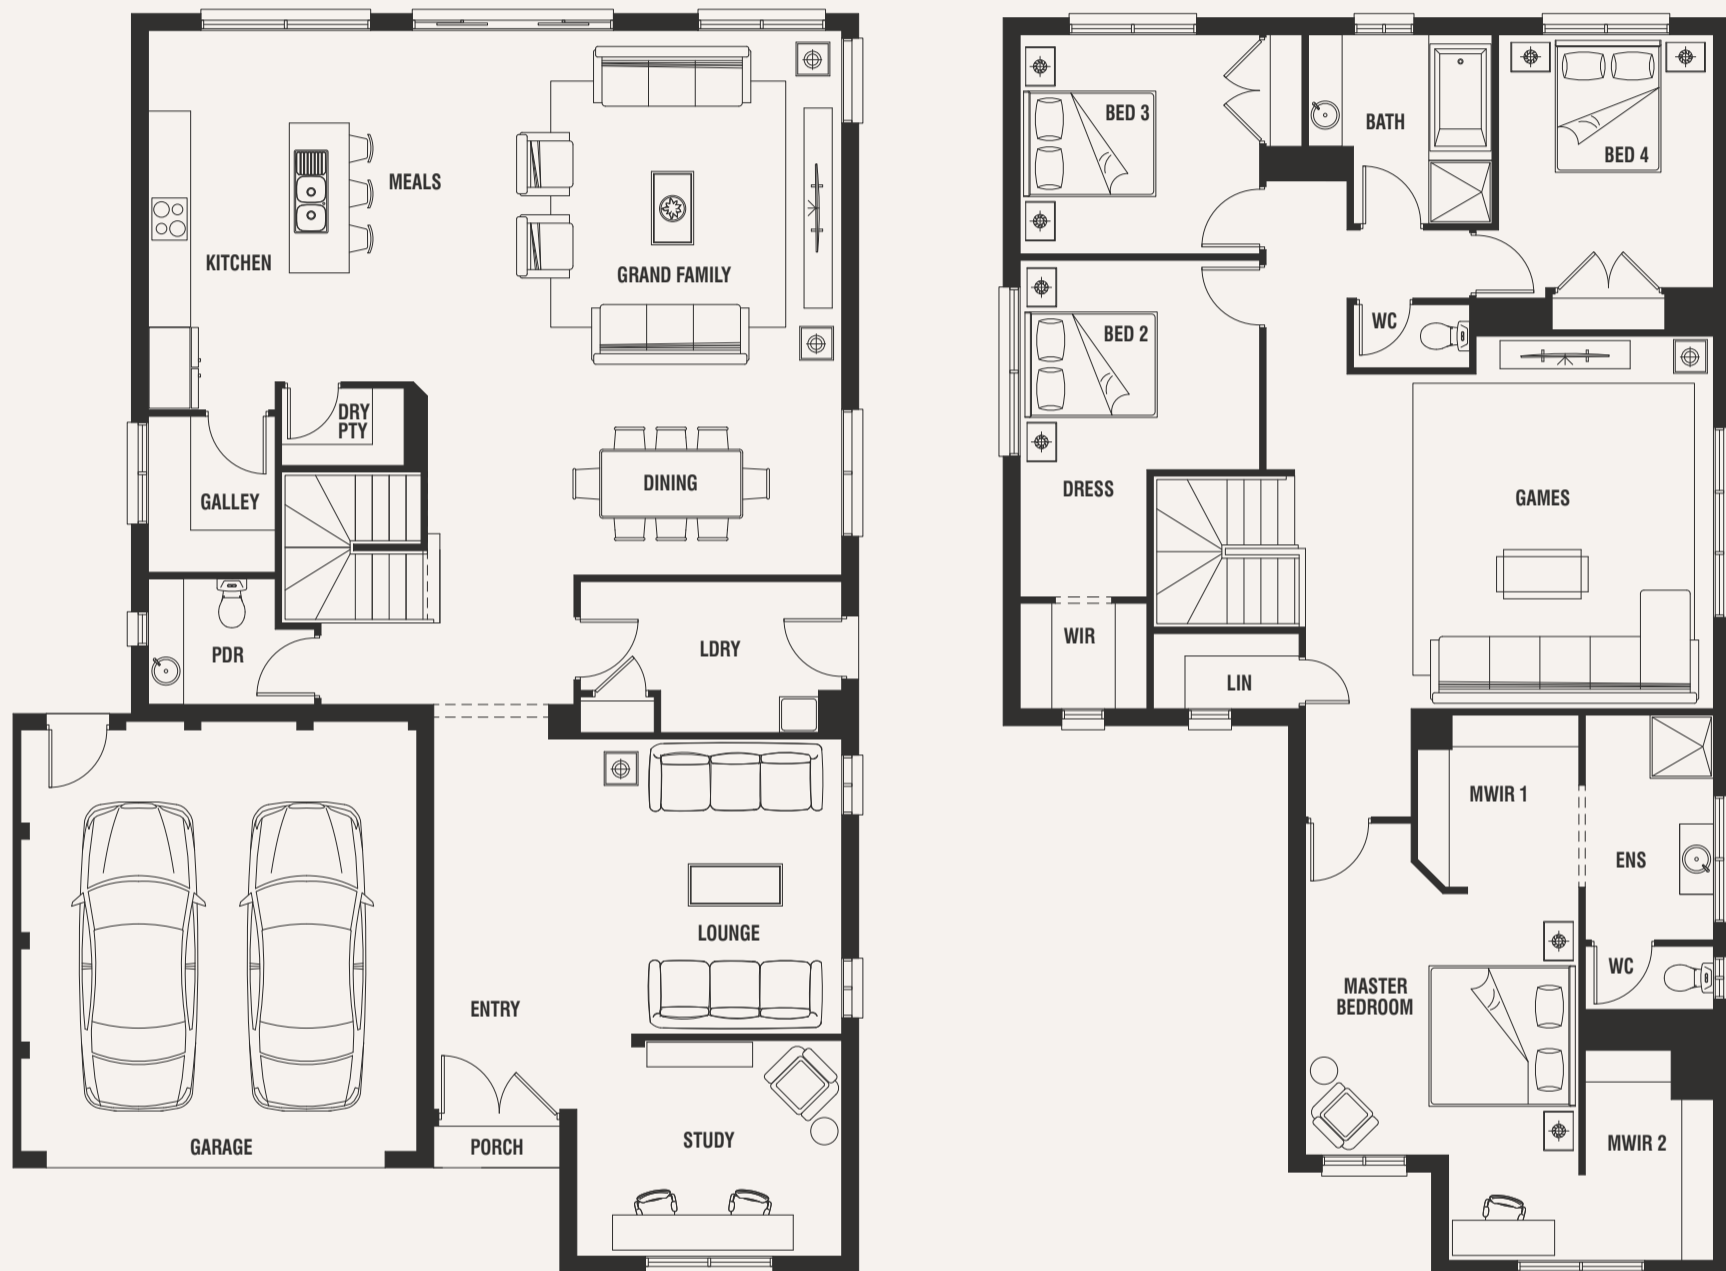 MEALS
KITCHEN
GRAND FAMILY
DRY
PTY
GALLEY
DINING
PDR
LDRY
LOUNGE
ENTRY
GARAGE
PORCH
STUDY
BED 3
BATH
BED 4
WC
BED 2
DRESS
GAMES
WIR
LIN
MWIR 1
ENS
WC
MASTER
BEDROOM
MWIR 2